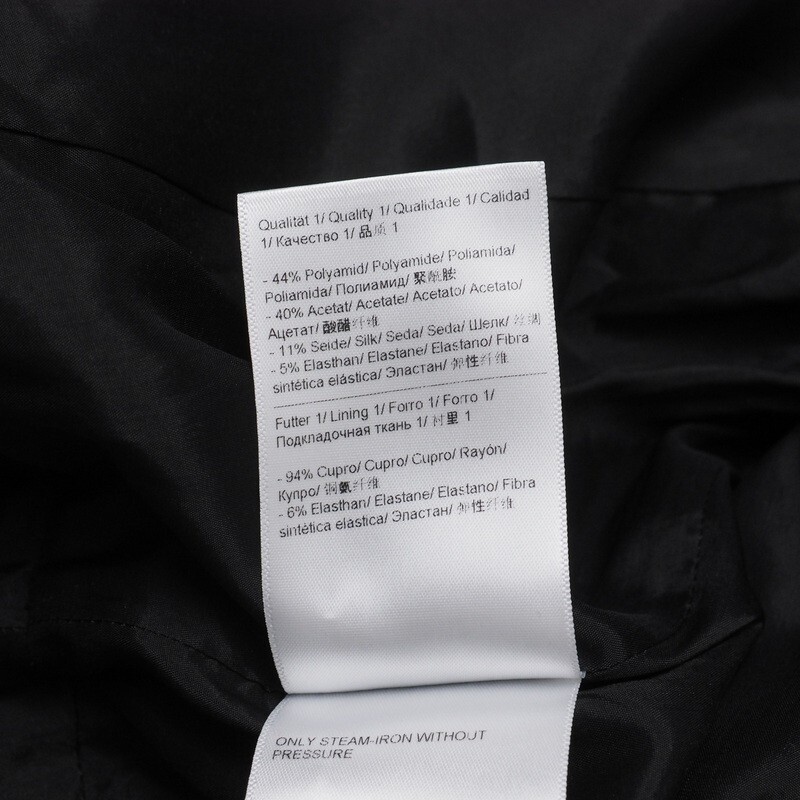 Qualität 1/ Quality 1/ Qualidade 1/ Calidad
1/ Качество 1/ 品质 1
- 44% Polyamid/ Polyamide/ Poliamida/
Poliamida/ Полиамид/ 聚酰胺
- 40% Acetat/ Acetate/ Acetato/ Acetato/
Ацетат/ 醋酯纤维
- 11% Seide/ Silk/ Seda/ Seda/ Шелк/ 丝绸
- 5% Elasthan/ Elastane/ Elastano/ Fibra
sintética elástica/ Эластан/ 弹性纤维
Futter 1/ Lining 1/ Forro 1/ Forro 1/
Подкладочная ткань 1/ 衬里 1
- 94% Cupro/ Cupro/ Cupro/ Rayón/
Купро/ 铜氨纤维
- 6% Elasthan/ Elastane/ Elastano/ Fibra
sintética elástica/ Эластан/ 弹性纤维
ONLY STEAM-IRON WITHOUT
PRESSURE